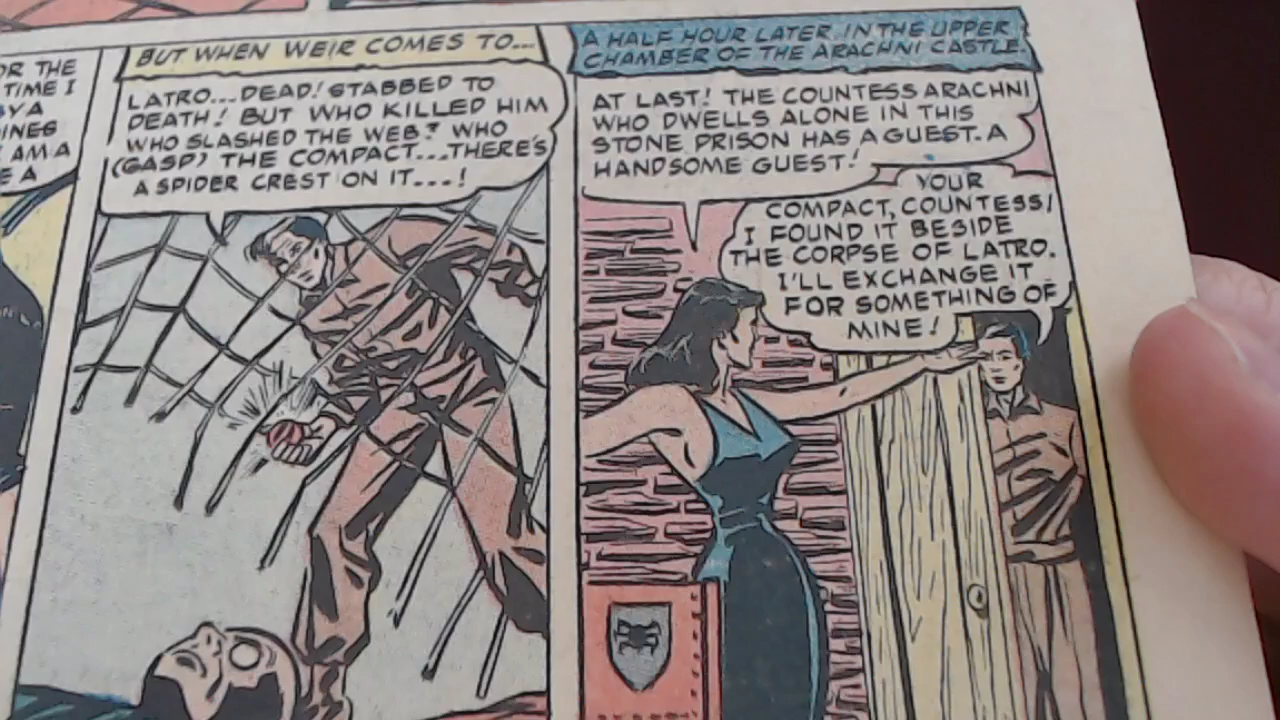 OR THE
TIME I
BY A
INES
AM A
E A
BUT WHEN WEIR COMES TO...
LATRO...DEAD! STABBED TO
DEATH! BUT WHO KILLED HIM
WHO SLASHED THE WEB? WHO
(GASP) THE COMPACT...THERE'S
A SPIDER CREST ON IT...!
A HALF HOUR LATER, IN THE UPPER
CHAMBER OF THE ARACHNI CASTLE.
AT LAST! THE COUNTESS ARACHNI
WHO DWELLS ALONE IN THIS
STONE PRISON HAS A GUEST. A
HANDSOME GUEST!
YOUR
COMPACT, COUNTESS!
I FOUND IT BESIDE
THE CORPSE OF LATRO.
I'LL EXCHANGE IT
FOR SOMETHING OF
MINE!